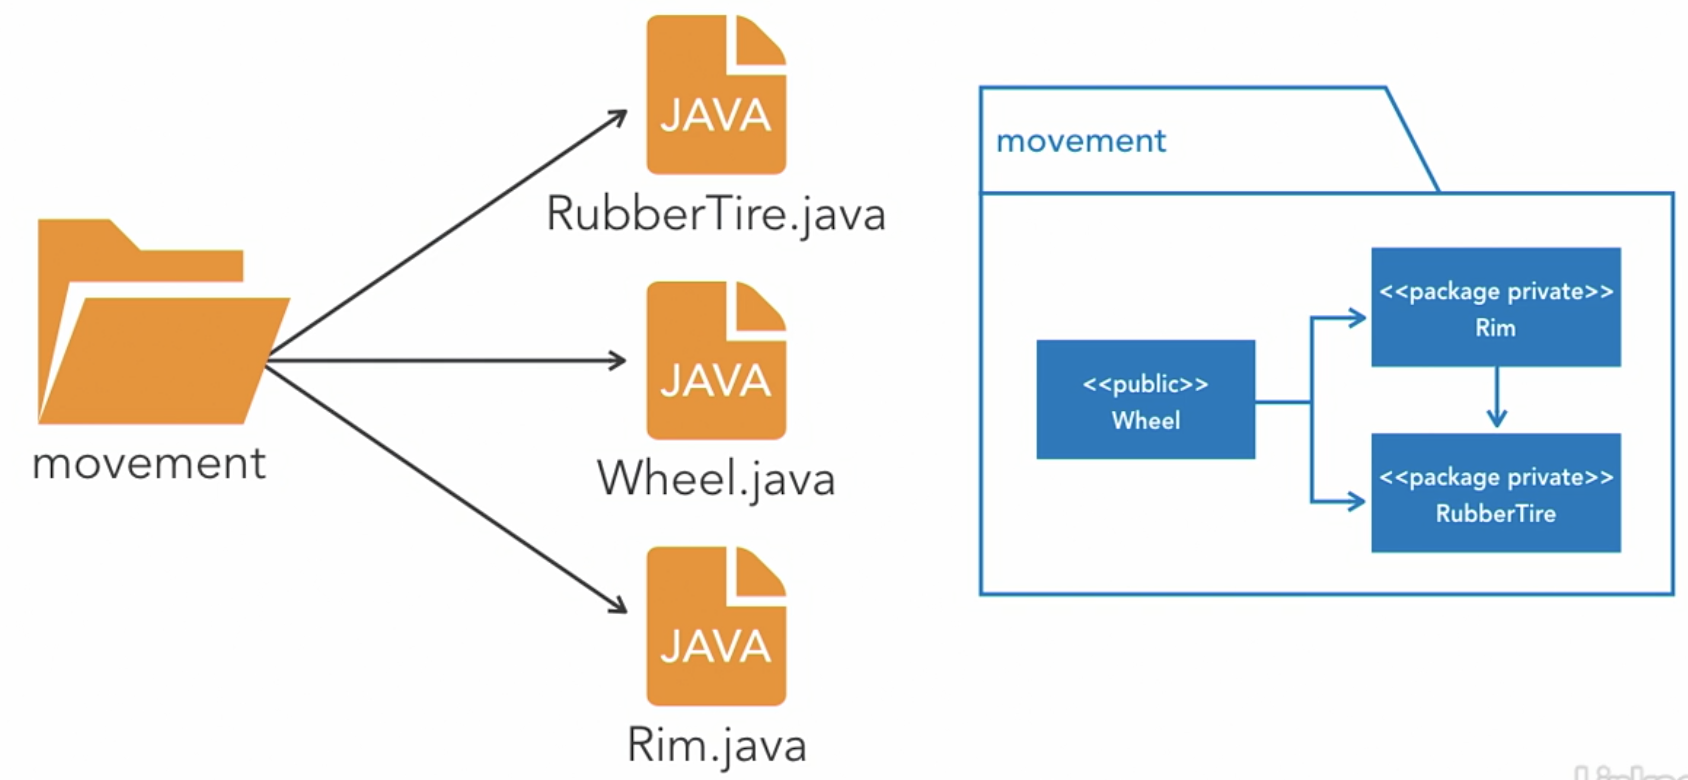 JAVA
RubberTire.java
movement
JAVA
Wheel.java
JAVA
Rim.java
movement
<<public>>
Wheel
<<package private>>
Rim
<<package private>>
RubberTire